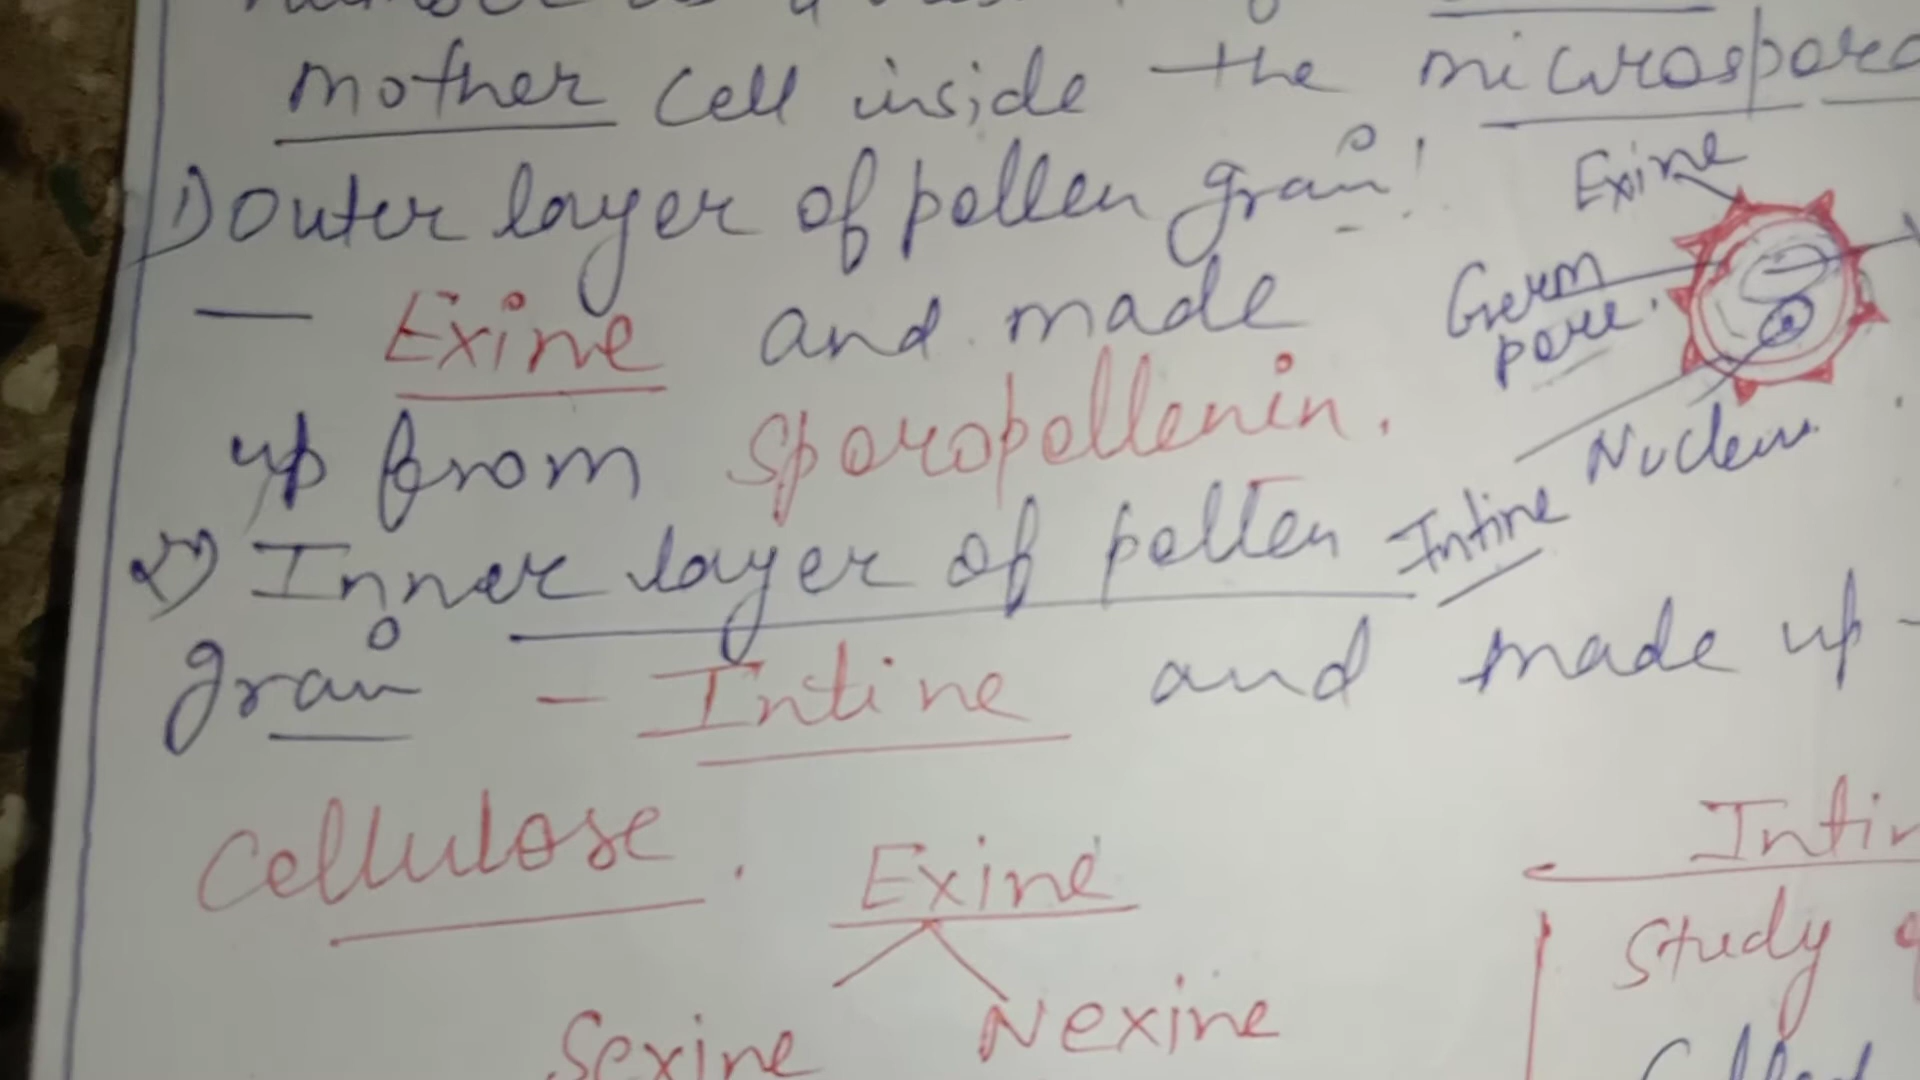 mother cell inside the
1) Outer layer of pollen grain!
— Exine and made
up from Sporopollenin.
2) Inner layer of pollen
grain - Intine and made up
Cellulose.
Exine
Sexine Nexine
Exine
Germ
pore.
Nucleus
Intine
Study